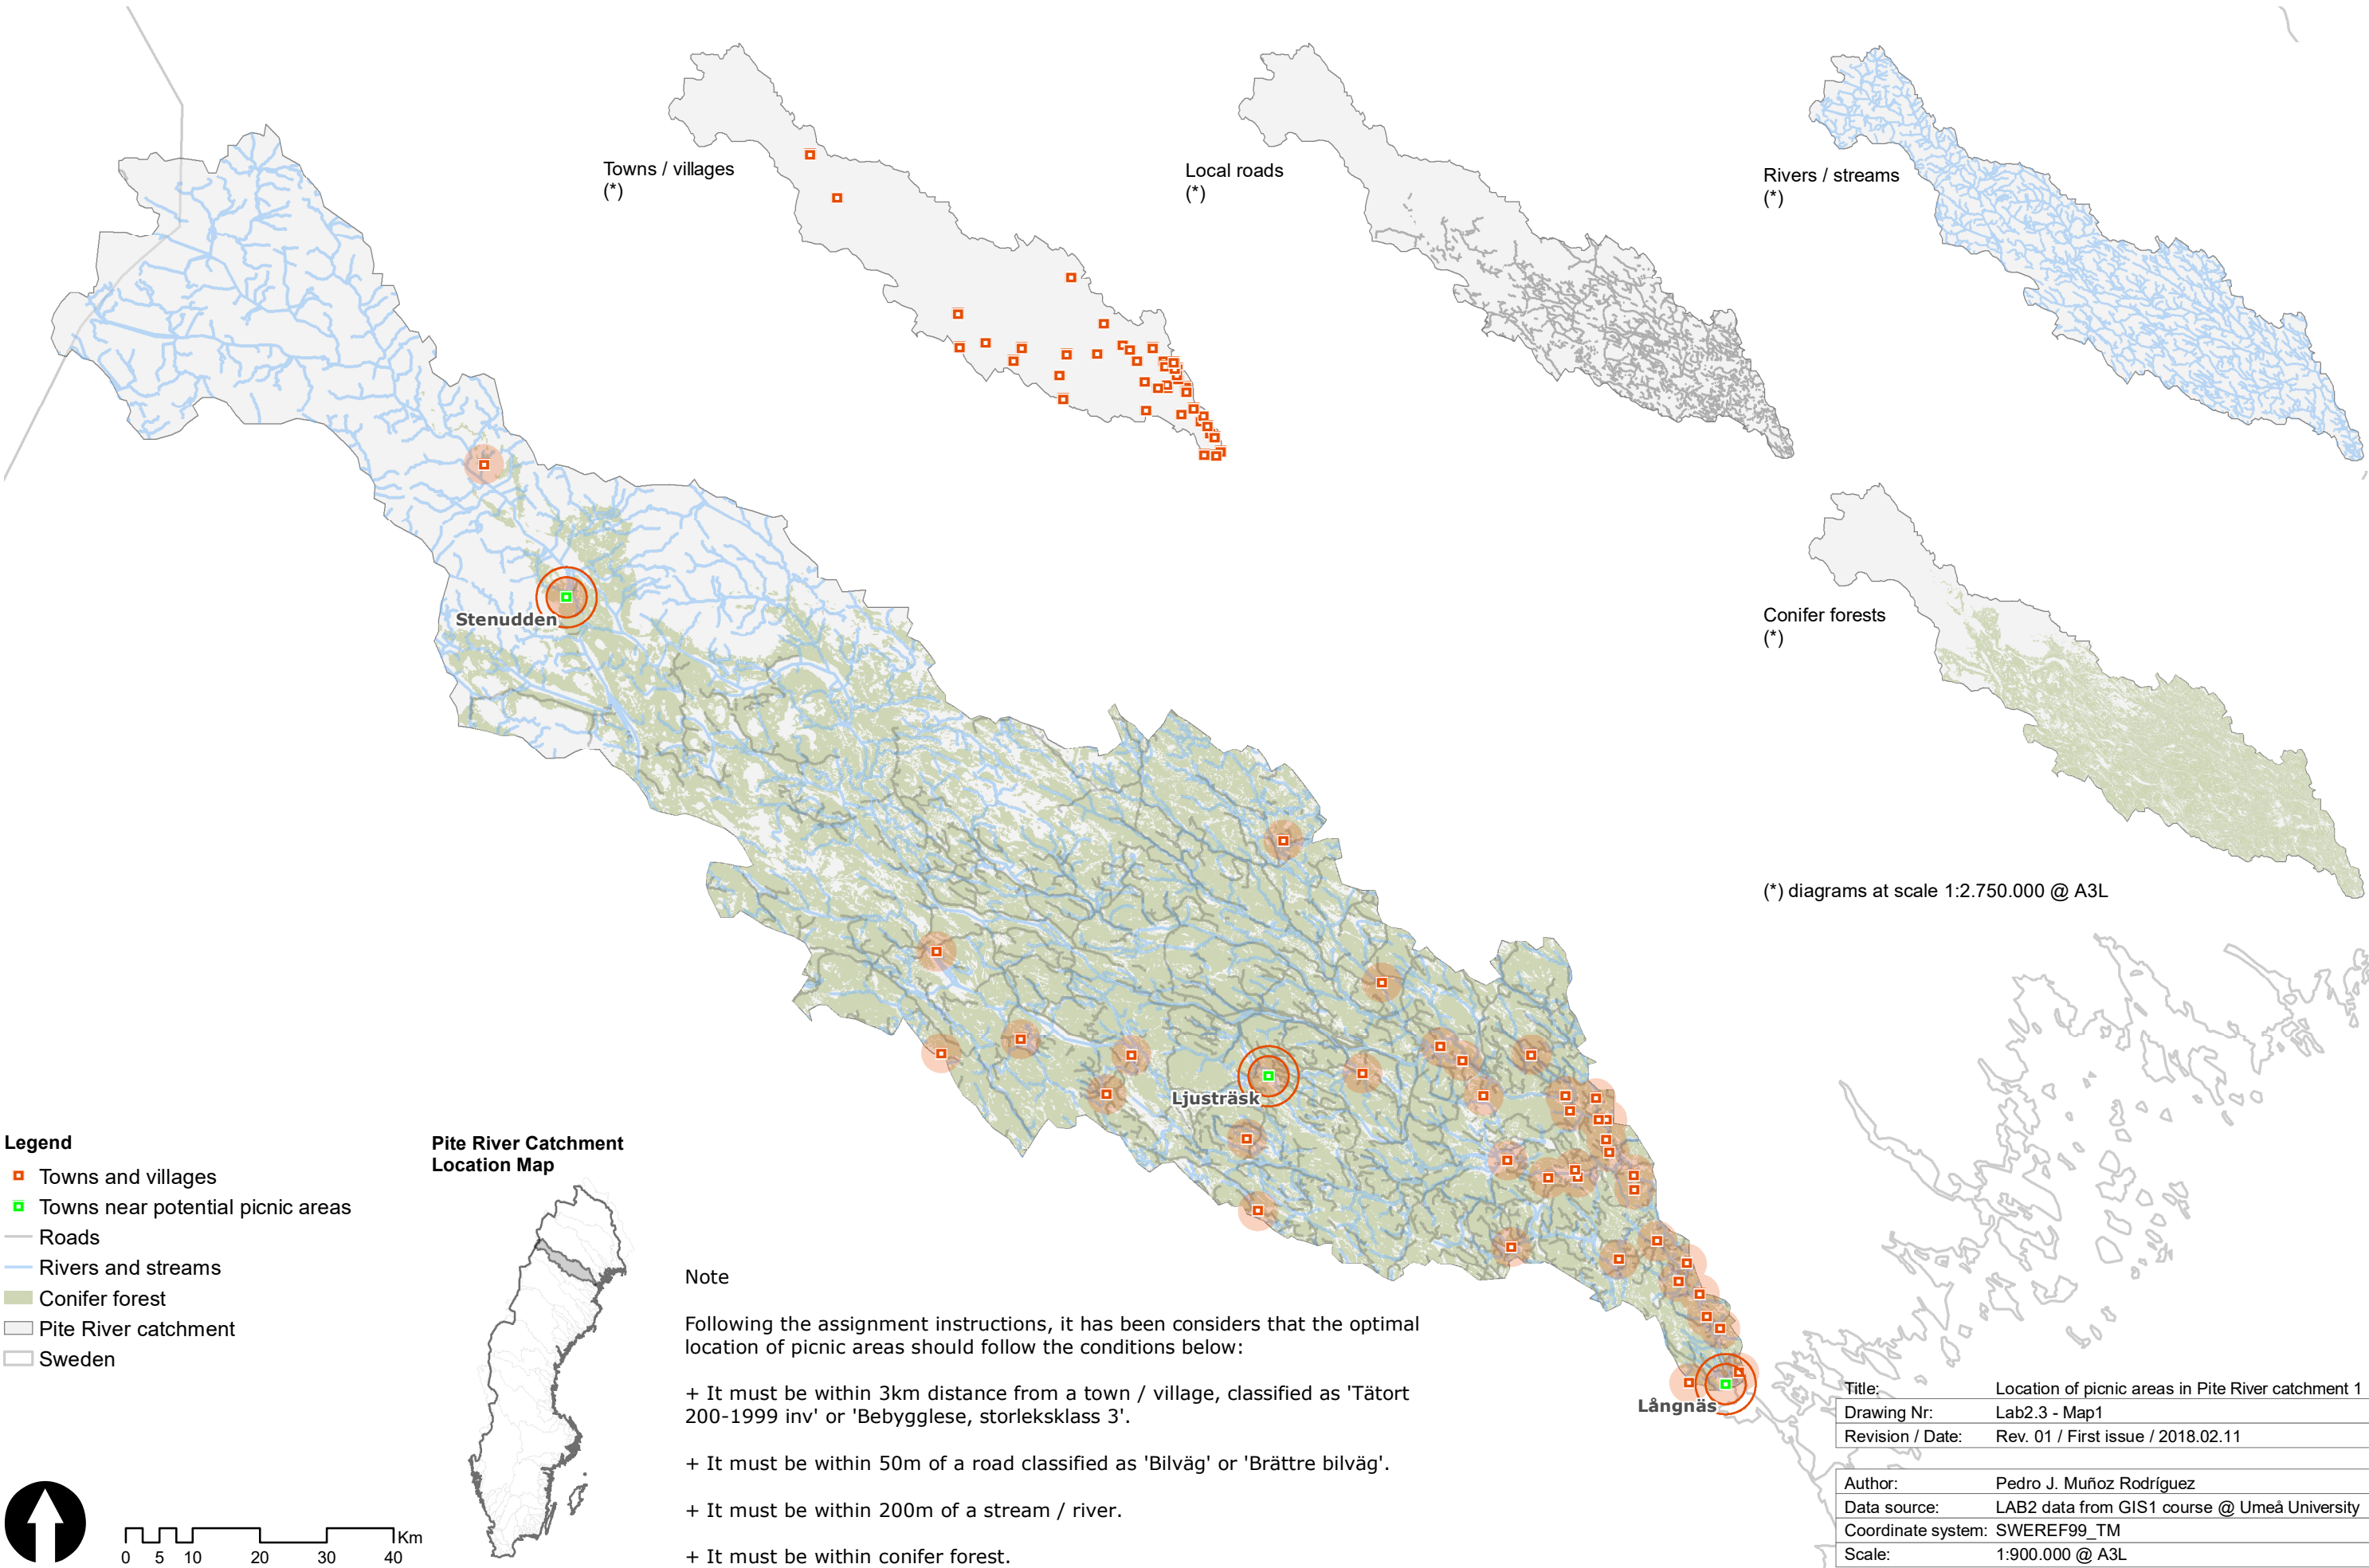 Towns / villages
(*)
Local roads
(*)
Rivers / streams
(*)
Stenudden
Conifer forests
(*)
(*) diagrams at scale 1:2.750.000 @ A3L
Ljusträsk
Långnäs
Legend
Towns and villages
Towns near potential picnic areas
Roads
Rivers and streams
Conifer forest
Pite River catchment
Sweden
Pite River Catchment
Location Map
0 5 10 20 30 40 Km
Note
Following the assignment instructions, it has been considers that the optimal
location of picnic areas should follow the conditions below:
+ It must be within 3km distance from a town / village, classified as 'Tätort
200-1999 inv' or 'Bebygglese, storleksklass 3'.
+ It must be within 50m of a road classified as 'Bilväg' or 'Brättre bilväg'.
+ It must be within 200m of a stream / river.
+ It must be within conifer forest.
Title: Location of picnic areas in Pite River catchment 1
Drawing Nr: Lab2.3 - Map1
Revision / Date: Rev. 01 / First issue / 2018.02.11
Author: Pedro J. Muñoz Rodríguez
Data source: LAB2 data from GIS1 course @ Umeå University
Coordinate system: SWEREF99_TM
Scale: 1:900.000 @ A3L